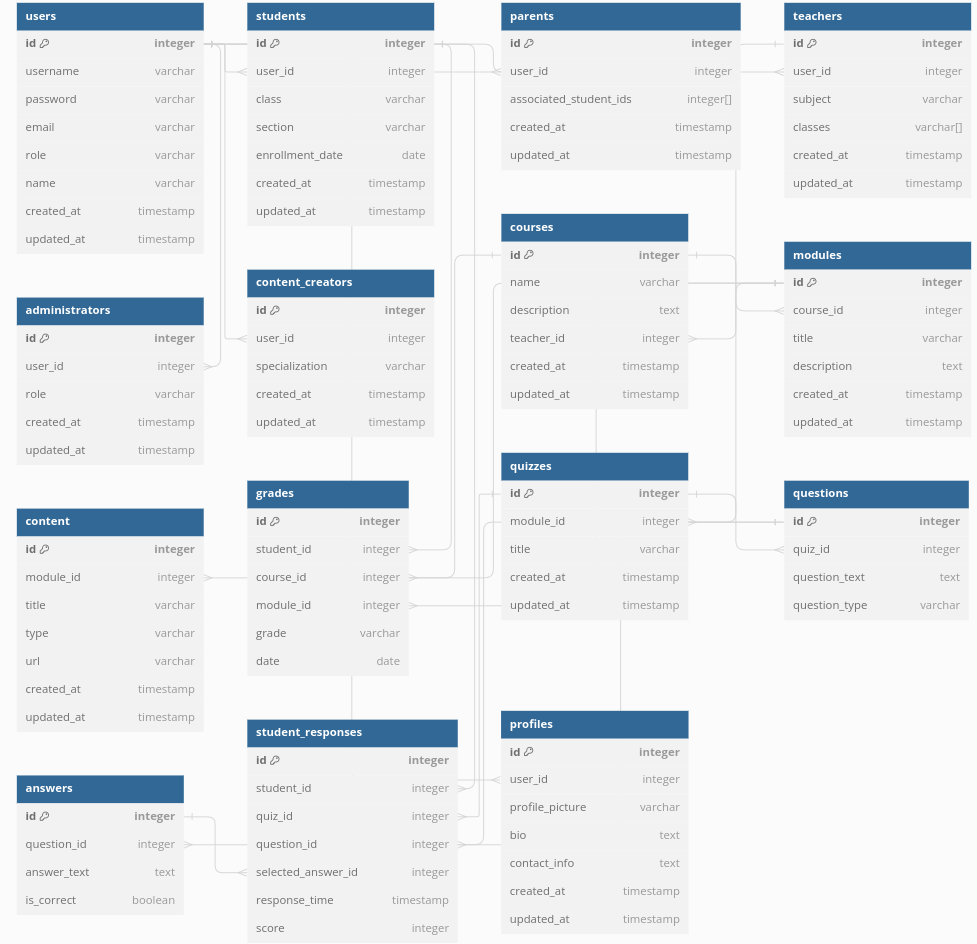 users
id integer
username varchar
password varchar
email varchar
role varchar
name varchar
created_at timestamp
updated_at timestamp
students
id integer
user_id integer
class varchar
section varchar
enrollment_date date
created_at timestamp
updated_at timestamp
parents
id integer
user_id integer
associated_student_ids integer[]
created_at timestamp
updated_at timestamp
teachers
id integer
user_id integer
subject varchar
classes varchar[]
created_at timestamp
updated_at timestamp
administrators
id integer
user_id integer
role varchar
created_at timestamp
updated_at timestamp
content_creators
id integer
user_id integer
specialization varchar
created_at timestamp
updated_at timestamp
courses
id integer
name varchar
description text
teacher_id integer
created_at timestamp
updated_at timestamp
modules
id integer
course_id integer
title varchar
description text
created_at timestamp
updated_at timestamp
content
id integer
module_id integer
title varchar
type varchar
url varchar
created_at timestamp
updated_at timestamp
grades
id integer
student_id integer
course_id integer
module_id integer
grade varchar
date date
quizzes
id integer
module_id integer
title varchar
created_at timestamp
updated_at timestamp
questions
id integer
quiz_id integer
question_text text
question_type varchar
answers
id integer
question_id integer
answer_text text
is_correct boolean
student_responses
id integer
student_id integer
quiz_id integer
question_id integer
selected_answer_id integer
response_time timestamp
score integer
profiles
id integer
user_id integer
profile_picture varchar
bio text
contact_info text
created_at timestamp
updated_at timestamp